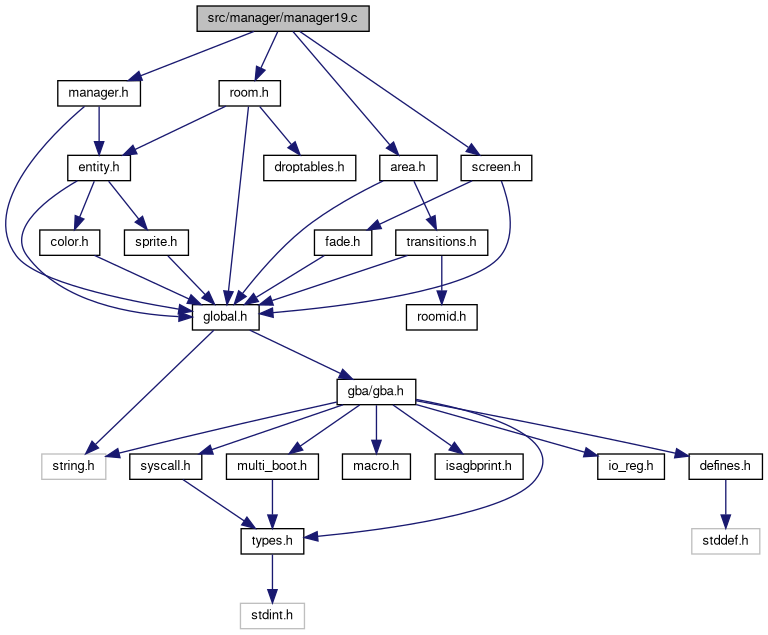 src/manager/manager19.c
manager.h
room.h
entity.h
droptables.h
area.h
screen.h
color.h
sprite.h
fade.h
transitions.h
global.h
roomid.h
gba/gba.h
string.h
syscall.h
multi_boot.h
macro.h
isagbprint.h
io_reg.h
defines.h
types.h
stddef.h
stdint.h